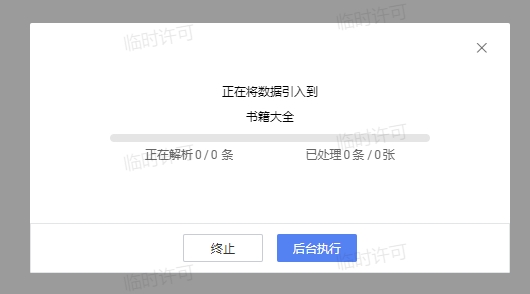 临时许可
临时许可
正在将数据引入到
书籍大全
临时许可
临时许可
正在解析 0 / 0 条
已处理 0 条 / 0 张
终止
后台执行
临时许可
临时许可